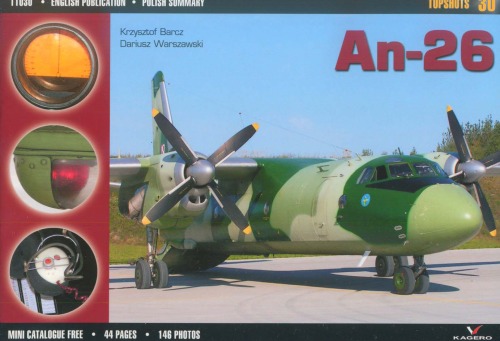 11030 • ENGLISH PUBLICATION • POLISH SUMMARY
TOPSHOTS 30
Krzysztof Barcz
Dariusz Warszawski
An-26
MINI CATALOGUE FREE • 44 PAGES • 146 PHOTOS
KAGERO